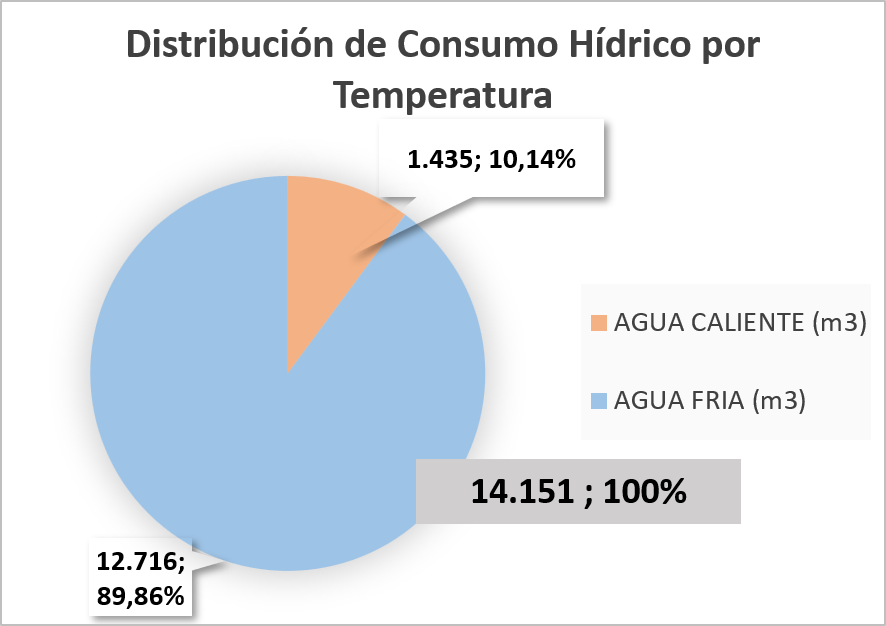 Distribución de Consumo Hídrico por
Temperatura
1.435; 10,14%
AGUA CALIENTE (m3)
AGUA FRIA (m3)
14.151 ; 100%
12.716;
89,86%